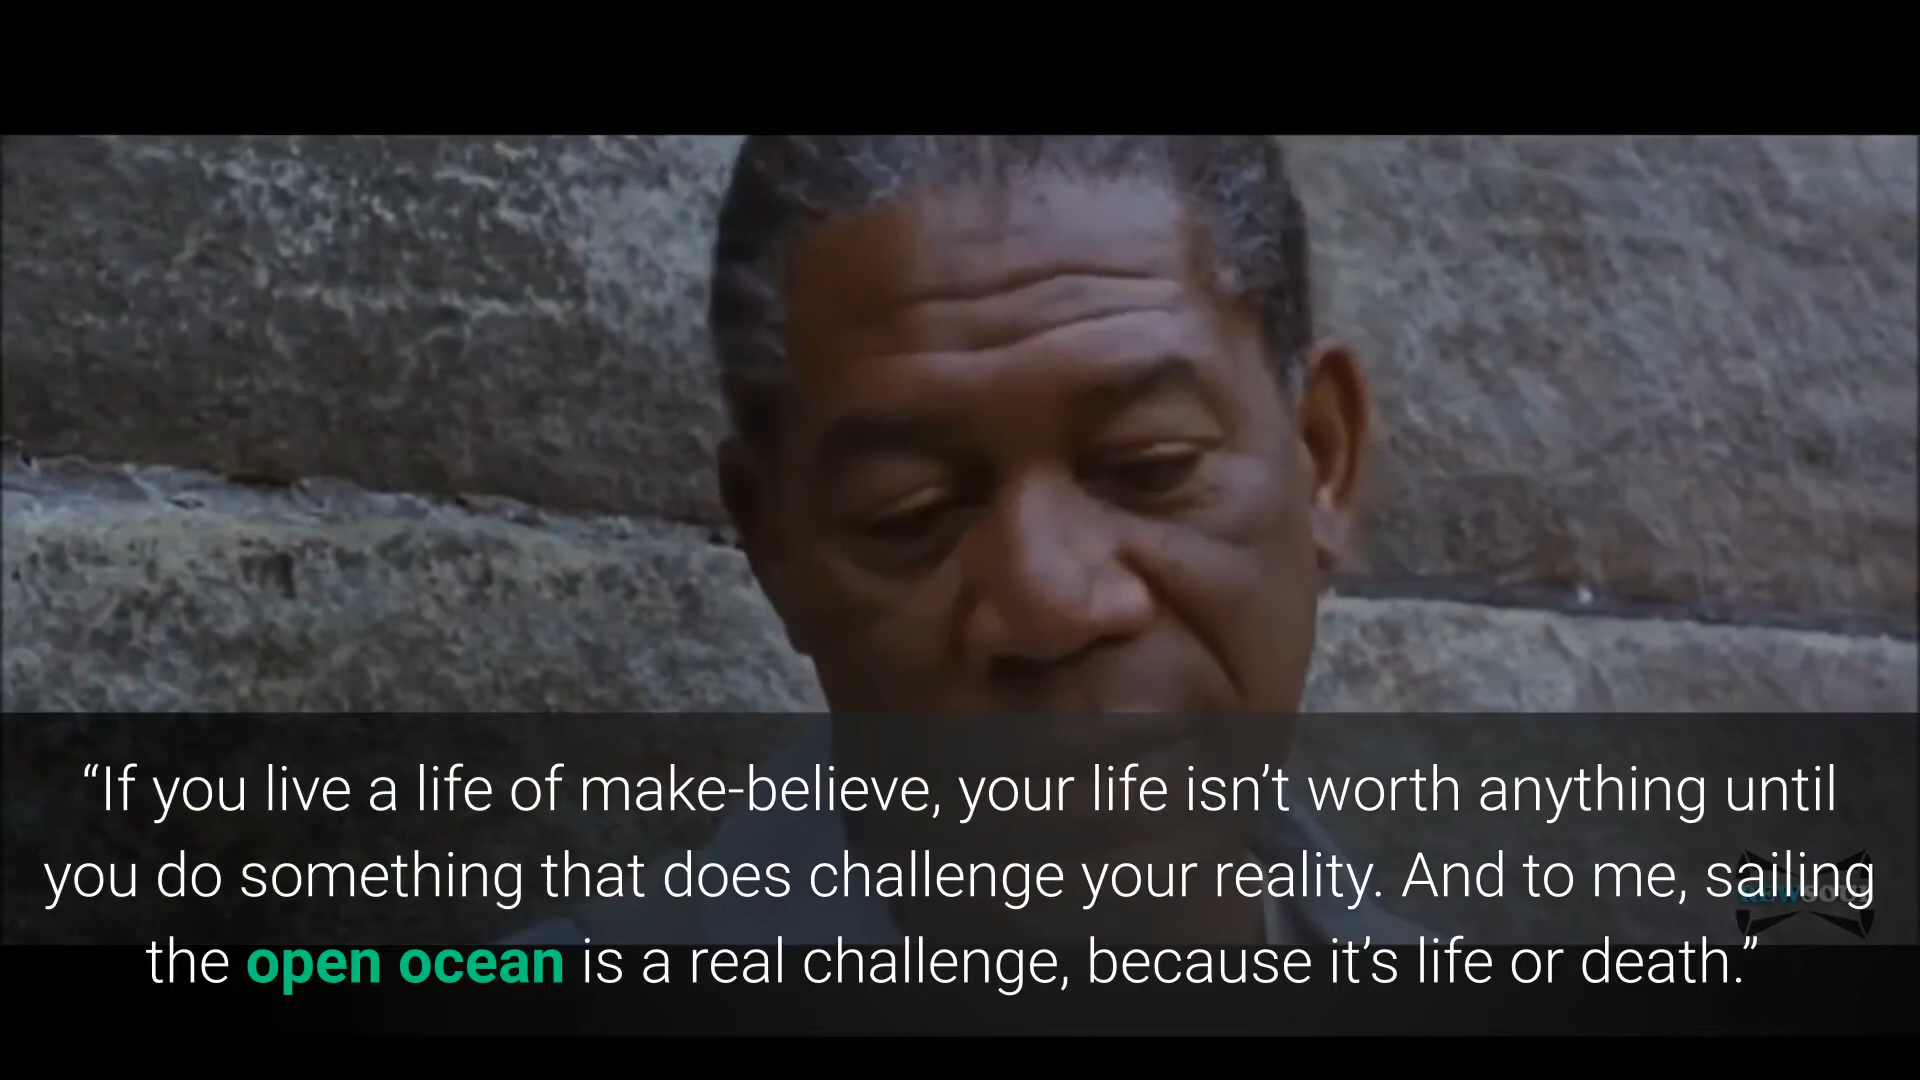 “If you live a life of make-believe, your life isn’t worth anything until
you do something that does challenge your reality. And to me, sailing
the open ocean is a real challenge, because it’s life or death.”